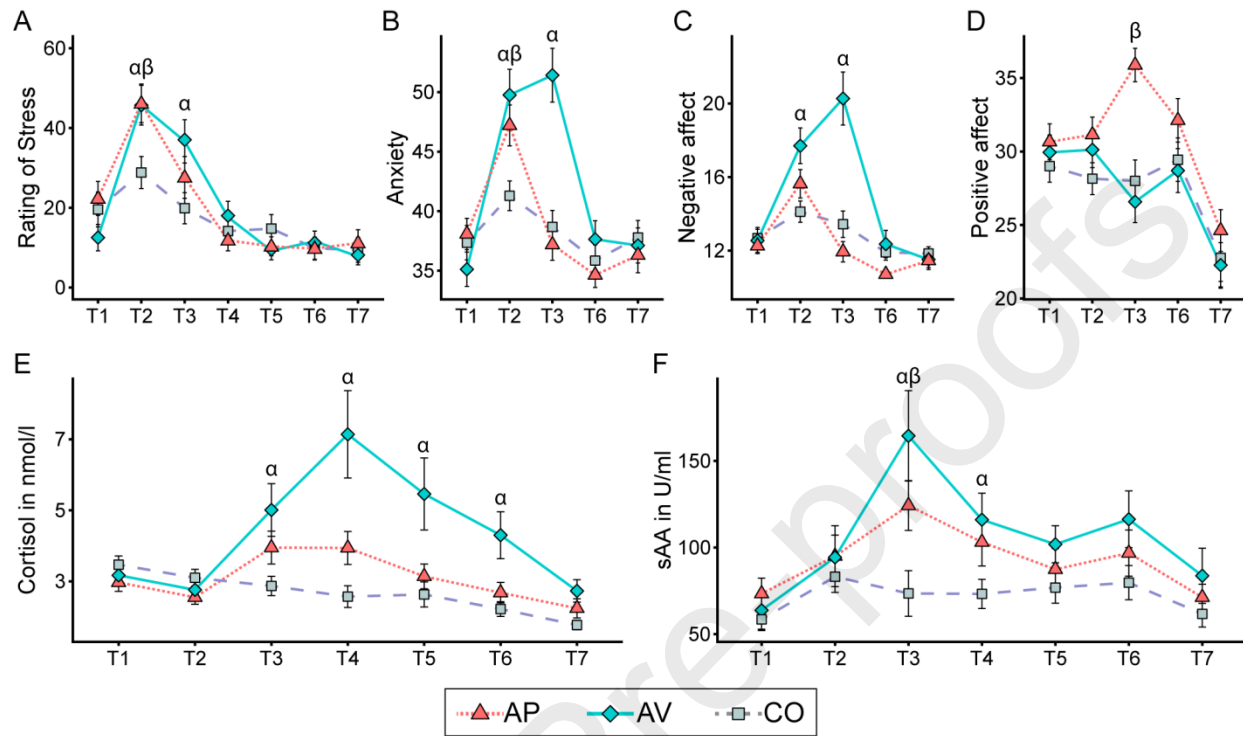 A
Rating of Stress
60
40
20
0
αβ
α
T1 T2 T3 T4 T5 T6 T7
B
Anxiety
50
45
40
35
αβ
α
T1 T2 T3 T6 T7
C
Negative affect
20
16
12
α
α
T1 T2 T3 T6 T7
D
Positive affect
35
30
25
20
β
T1 T2 T3 T6 T7
E
Cortisol in nmol/l
7
5
3
α
α
α
α
T1 T2 T3 T4 T5 T6 T7
F
sAA in U/ml
150
100
50
αβ
α
T1 T2 T3 T4 T5 T6 T7
AP AV CO
Pre-proofs